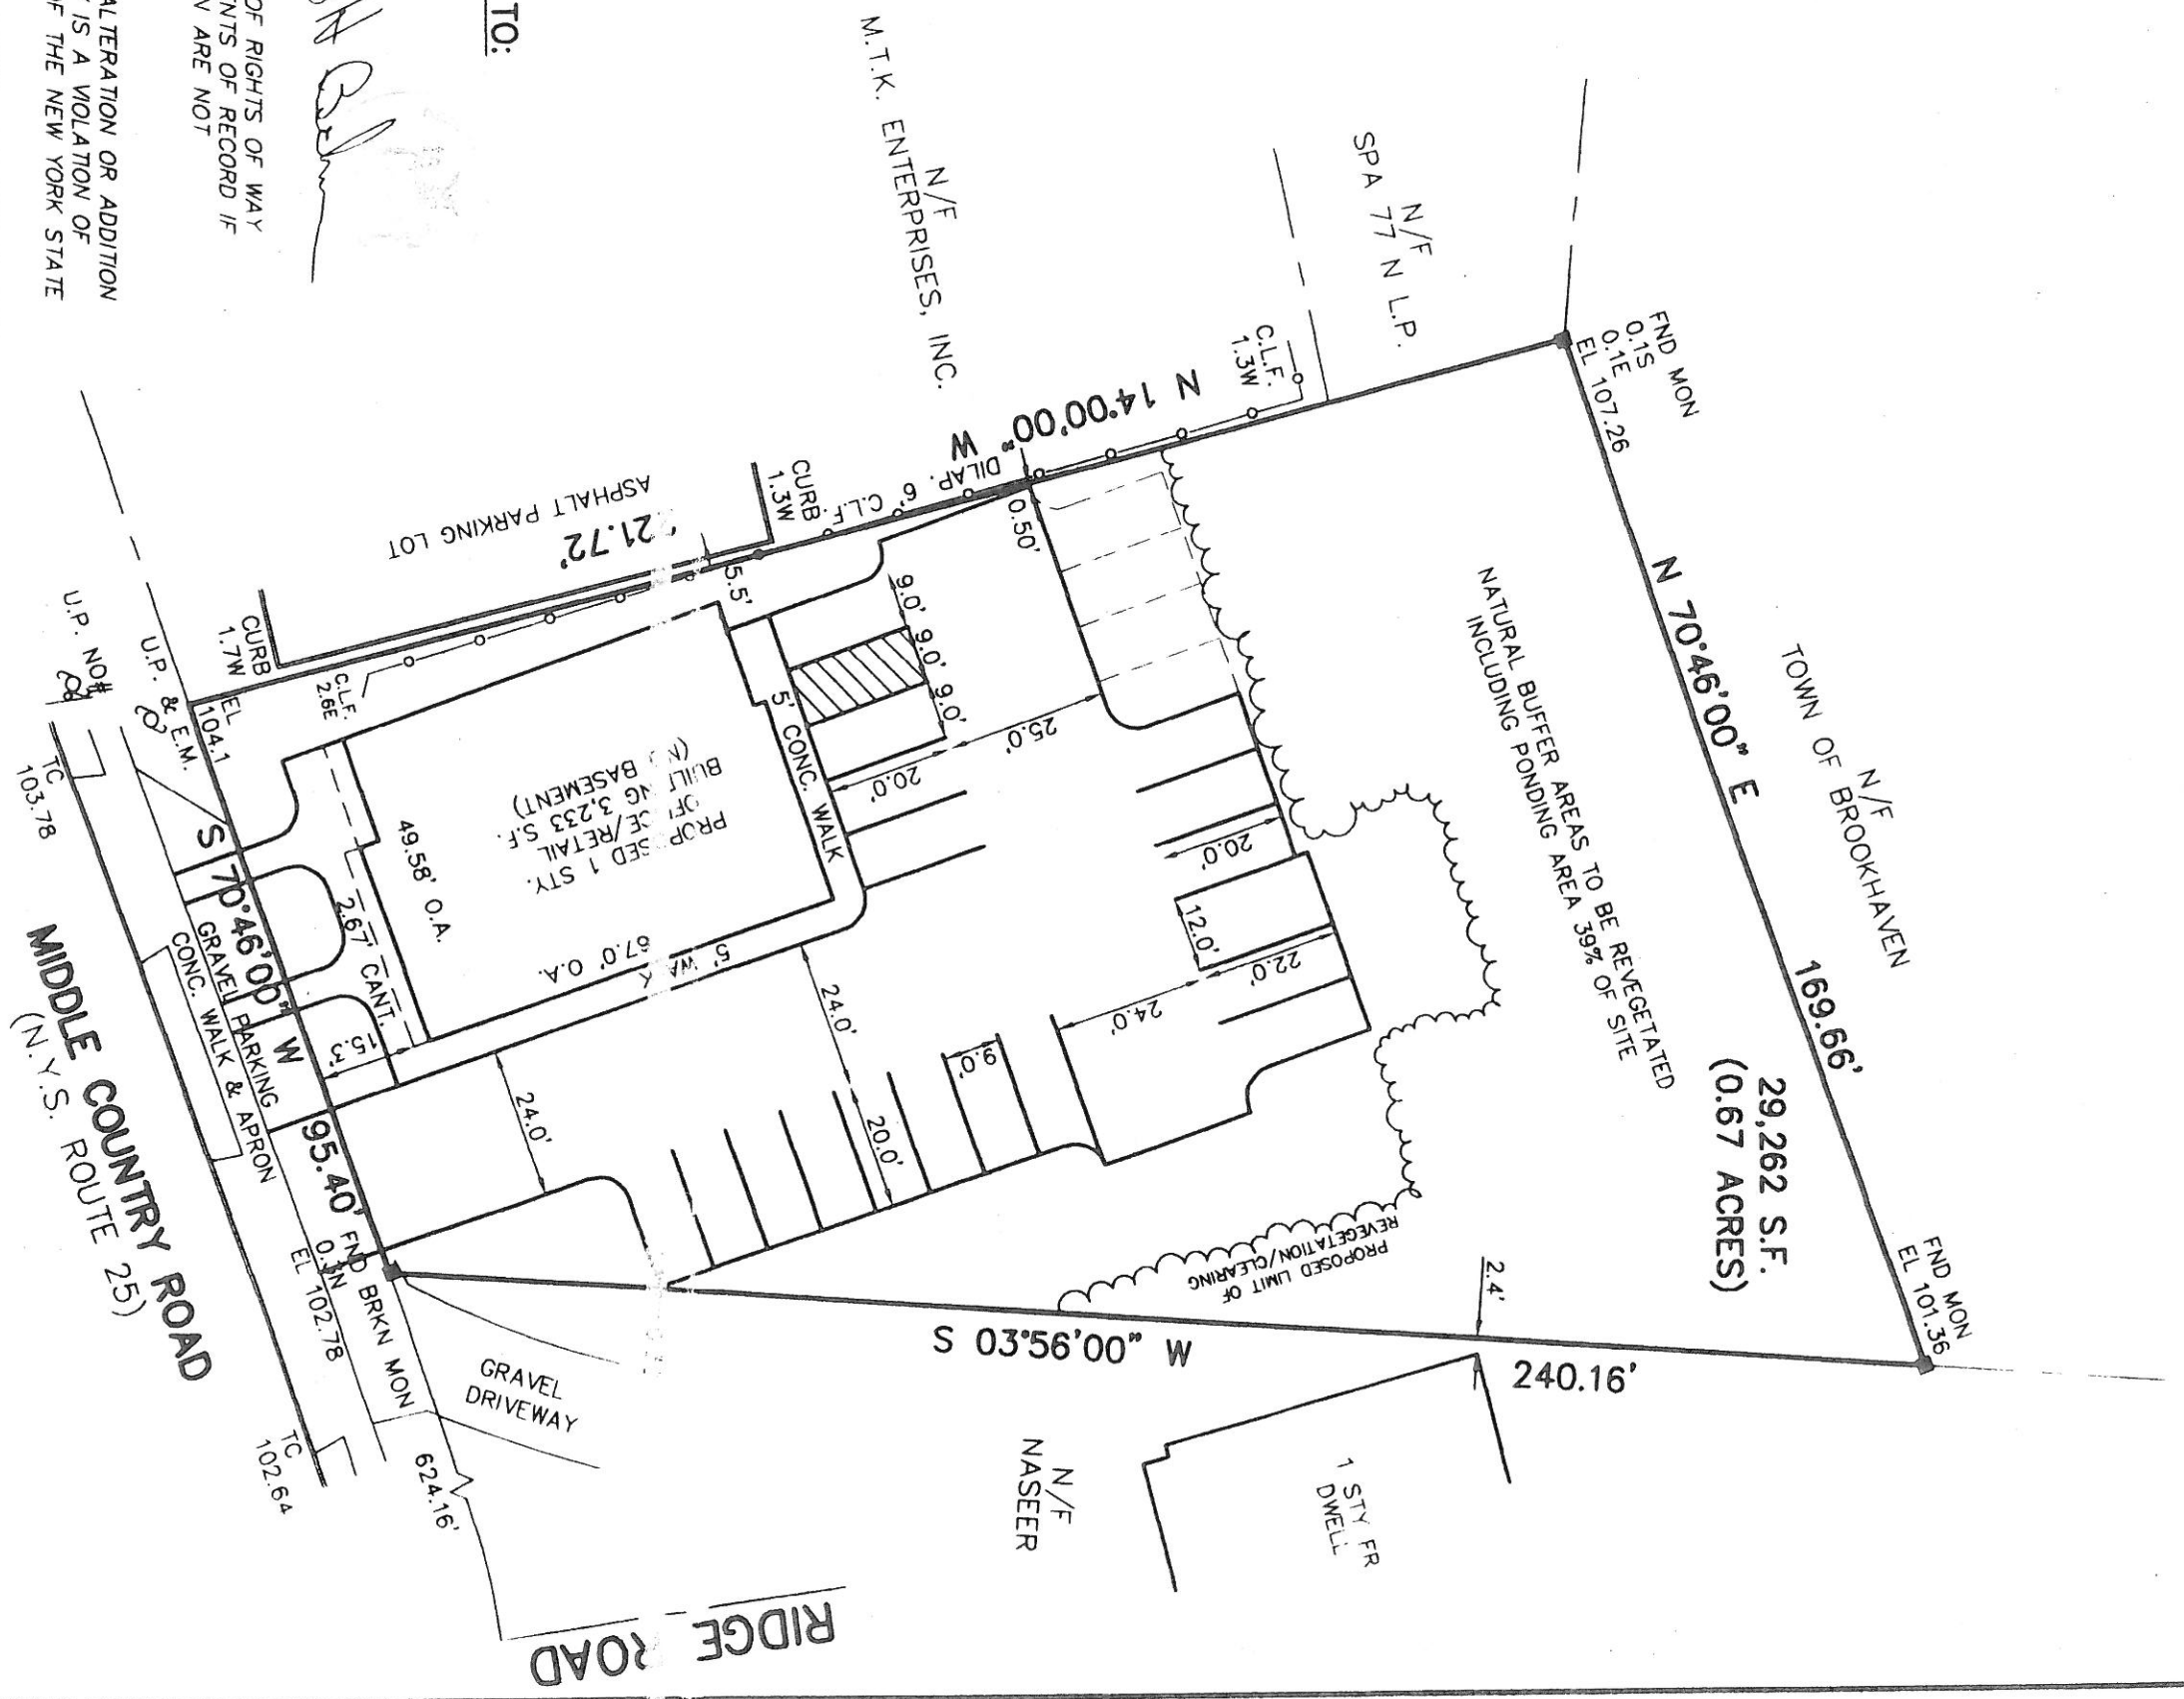 TO:
OF RIGHTS OF WAY
NTS OF RECORD IF
N ARE NOT
ALTERATION OR ADDITION
IS A VIOLATION OF
OF THE NEW YORK STATE
N/F
M.T.K. ENTERPRISES, INC.
N/F
SPA 77 N L.P.
FND MON
0.1S
0.1E
EL 107.26
N 70°46'00" E
169.66'
N/F
TOWN OF BROOKHAVEN
FND MON
EL 101.36
29,262 S.F.
(0.67 ACRES)
NATURAL BUFFER AREAS TO BE REVEGETATED
INCLUDING PONDING AREA 39% OF SITE
C.L.F.
1.3W
N 14°00'00" W
21.72'
DILAP. 6' C.L.F.
0.50'
CURB
1.3W
ASPHALT PARKING LOT
5.5'
CURB
1.7W
C.L.F.
2.6E
EL
104.1
U.P. & E.M.
U.P. NO#
TC
103.78
9.0'
9.0'
9.0'
25.0'
20.0'
5' CONC. WALK
1 STY.
3,233 S.F.
BASEMENT)
49.58' O.A.
67.0' O.A.
2.67' CANT.
15.3'
5'
24.0'
24.0'
20.0'
9.0'
24.0'
22.0'
12.0'
20.0'
PROPOSED LIMIT OF
REVEGETATION/CLEARING
2.4'
S 03°56'00" W
240.16'
S 70°46'00" W
95.40'
GRAVEL PARKING
CONC. WALK & APRON
FND BRKN MON
EL 102.78
GRAVEL
DRIVEWAY
TC
102.64
624.16'
MIDDLE COUNTRY ROAD
(N.Y.S. ROUTE 25)
N/F
NASEER
1 STY FR
DWELL
RIDGE ROAD